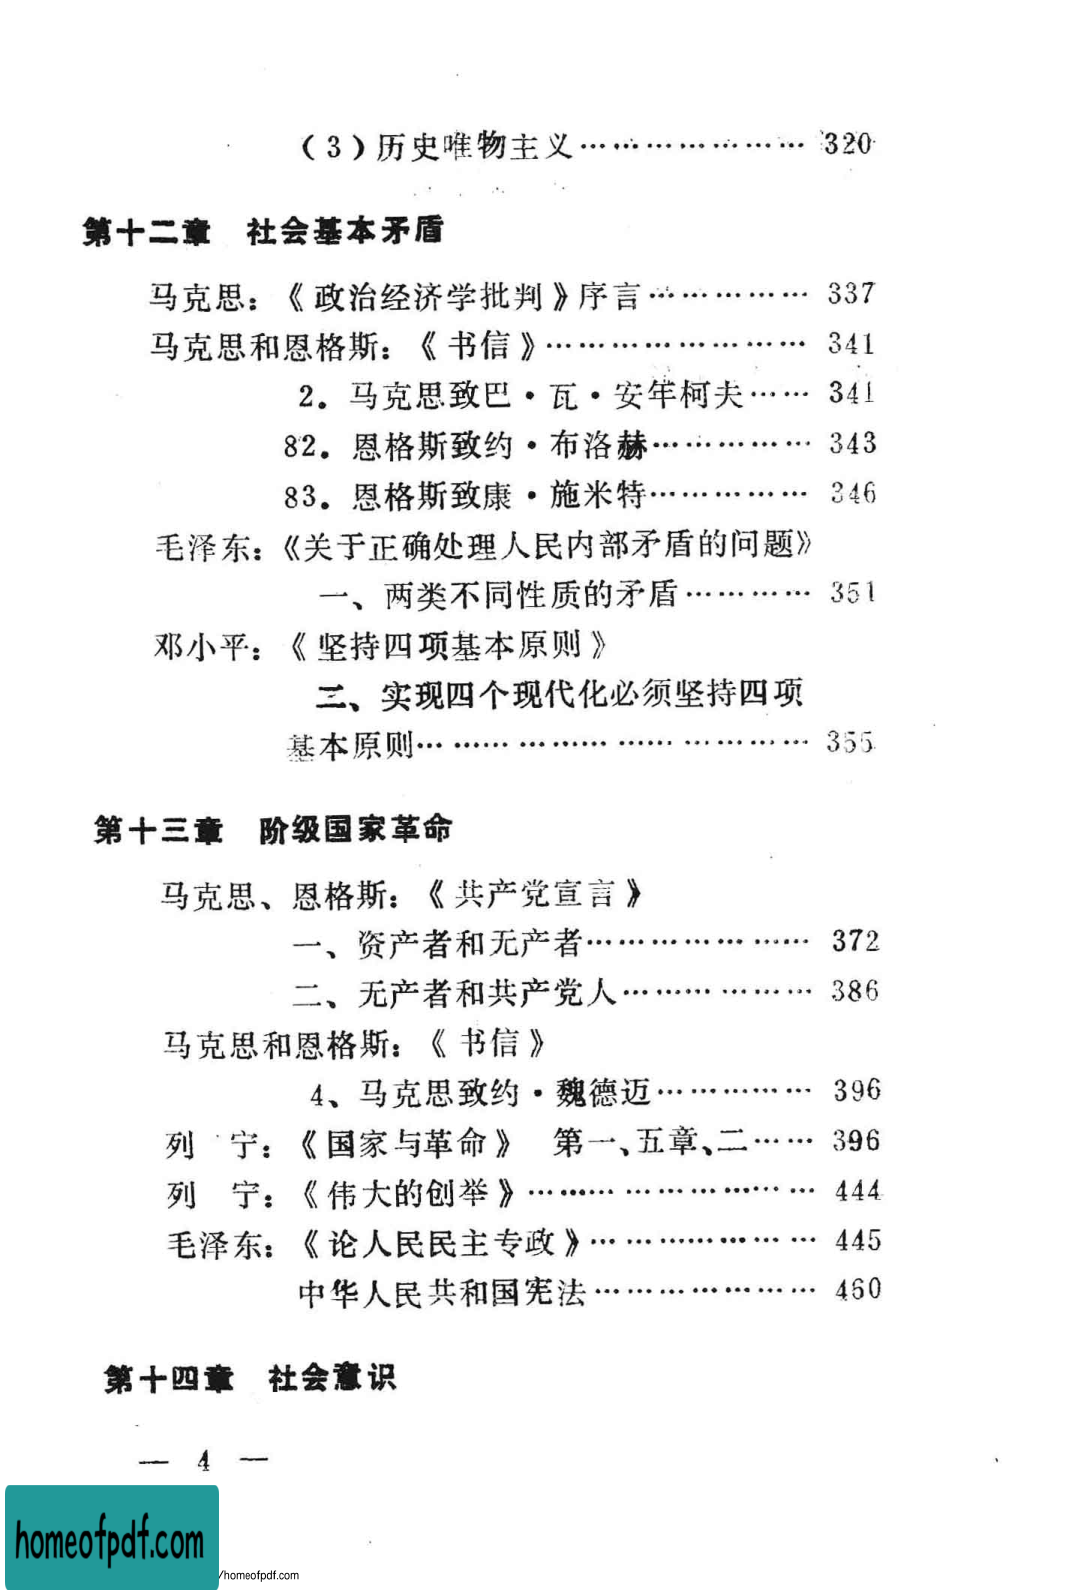 （3）历史唯物主义…………………… 320
第十二章 社会基本矛盾
马克思：《政治经济学批判》序言…………… 337
马克思和恩格斯：《书信》…………………… 341
2．马克思致巴·瓦·安年柯夫…… 341
82．恩格斯致约·布洛赫…………… 343
83．恩格斯致康·施米特…………… 346
毛泽东：《关于正确处理人民内部矛盾的问题》
一、两类不同性质的矛盾………… 351
邓小平：《坚持四项基本原则》
三、实现四个现代化必须坚持四项
基本原则……………………………… 355
第十三章 阶级国家革命
马克思、恩格斯：《共产党宣言》
一、资产者和无产者………………… 372
二、无产者和共产党人……………… 386
马克思和恩格斯：《书信》
4、马克思致约·魏德迈…………… 396
列 宁：《国家与革命》 第一、五章、二…… 396
列 宁：《伟大的创举》……………………… 444
毛泽东：《论人民民主专政》………………… 445
中华人民共和国宪法………………… 460
第十四章 社会意识
— 4 —
homeofpdf.com
/homeofpdf.com